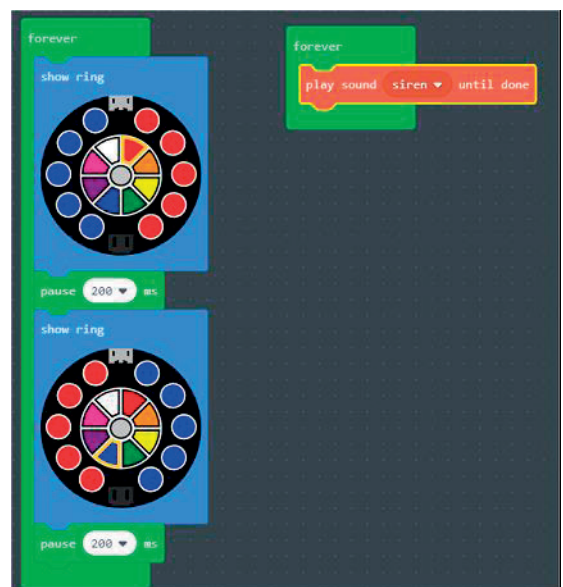 forever
show ring
pause 200 ms
show ring
pause 200 ms
forever
play sound siren until done